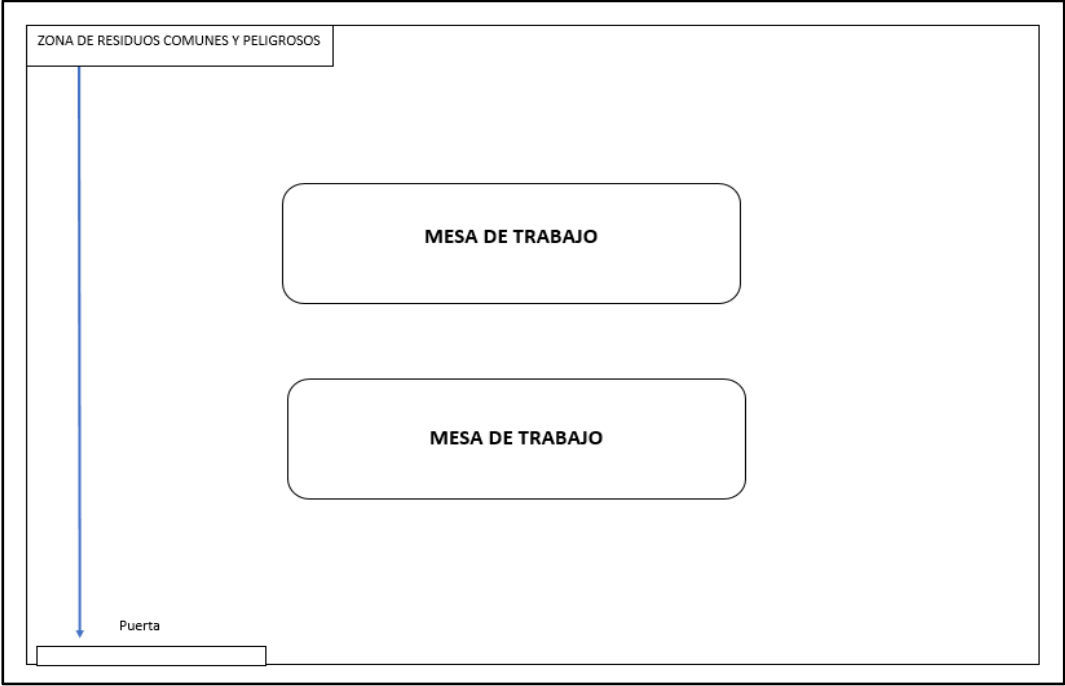 ZONA DE RESIDUOS COMUNES Y PELIGROSOS
MESA DE TRABAJO
MESA DE TRABAJO
Puerta